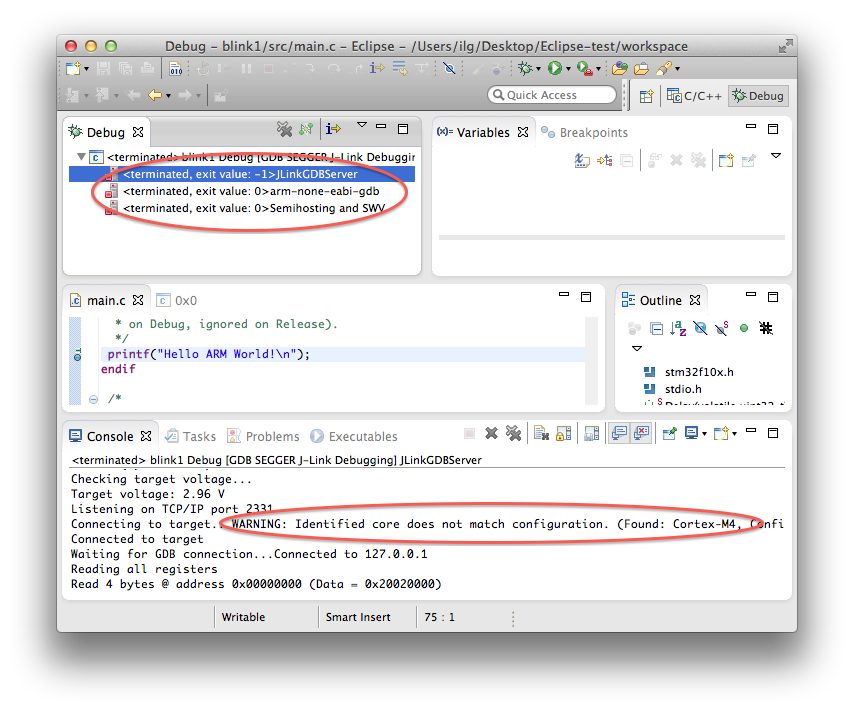 Debug – blink1/src/main.c – Eclipse – /Users/ilg/Desktop/Eclipse-test/workspace
010
Quick Access
C/C++
Debug
Debug
<terminated> blink1 Debug [GDB SEGGER J-Link Debuggin
<terminated, exit value: -1>JLinkGDBServer
<terminated, exit value: 0>arm-none-eabi-gdb
<terminated, exit value: 0>Semihosting and SWV
(x)= Variables
Breakpoints
main.c
0x0
* on Debug, ignored on Release).
*/
printf("Hello ARM World!\n");
endif
/*
Outline
stm32f10x.h
stdio.h
Console
Tasks
Problems
Executables
<terminated> blink1 Debug [GDB SEGGER J-Link Debugging] JLinkGDBServer
Checking target voltage...
Target voltage: 2.96 V
Listening on TCP/IP port 2331
Connecting to target...WARNING: Identified core does not match configuration. (Found: Cortex-M4, Confi
Connected to target
Waiting for GDB connection...Connected to 127.0.0.1
Reading all registers
Read 4 bytes @ address 0x00000000 (Data = 0x20020000)
Writable
Smart Insert
75 : 1